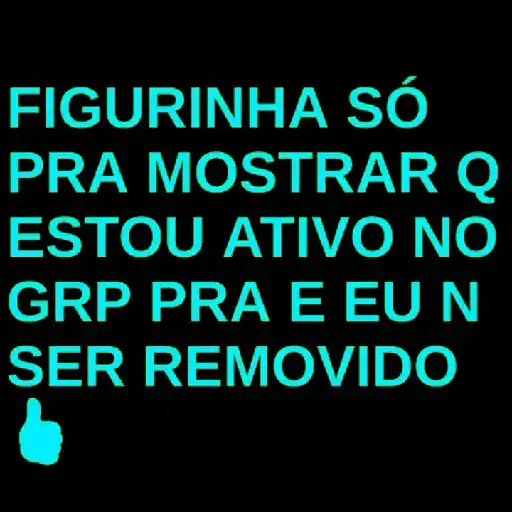 FIGURINHA SÓ
PRA MOSTRAR Q
ESTOU ATIVO NO
GRP PRA E EU N
SER REMOVIDO
👍